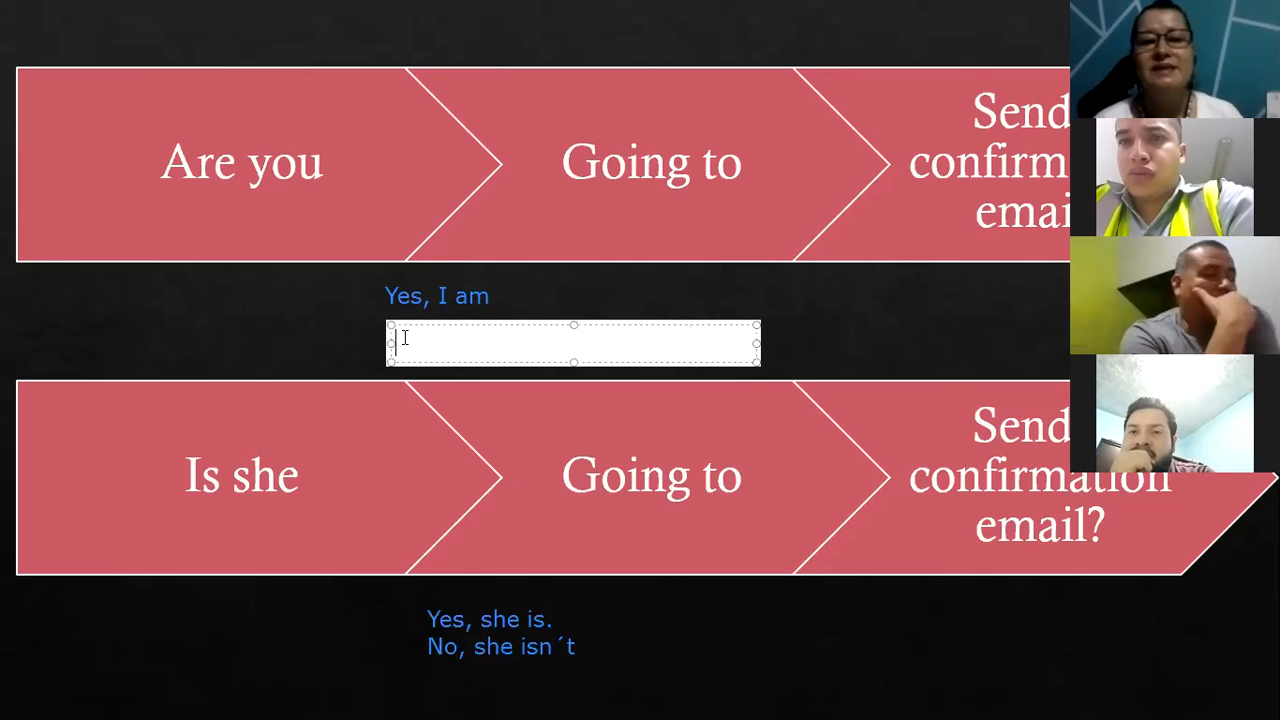 Are you
Going to
Send
confirm
emai
Yes, I am
Is she
Going to
Send
confirmation
email?
Yes, she is.
No, she isn´t